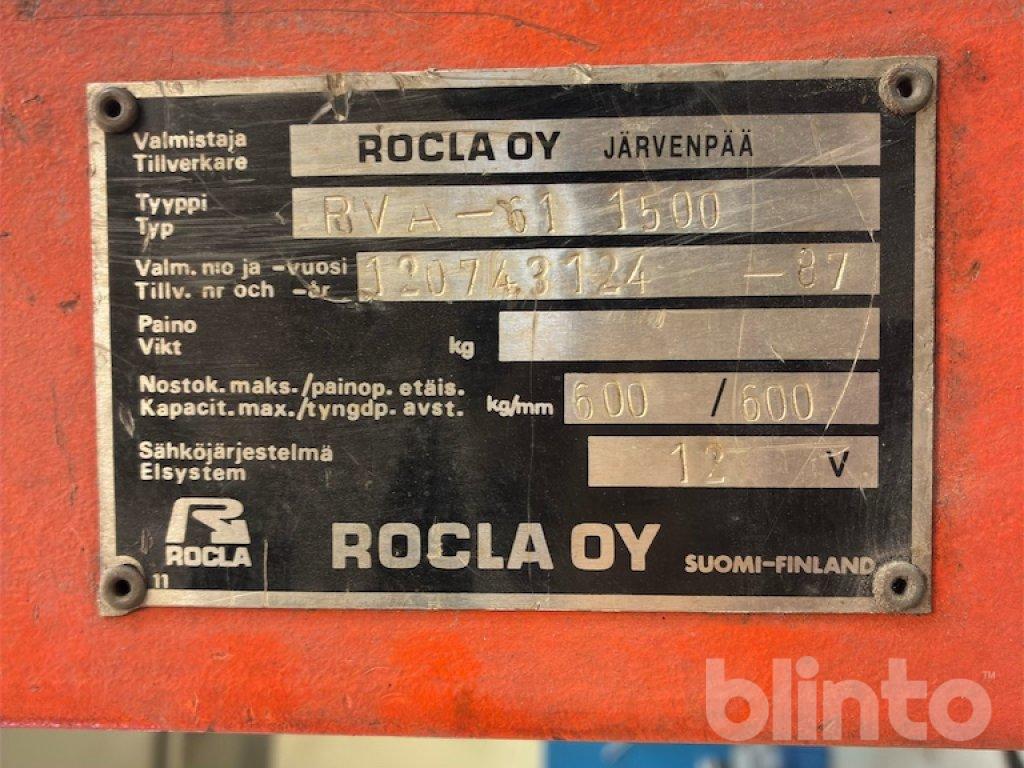 Valmistaja ROCLA OY JÄRVENPÄÄ
Tillverkare
Tyyppi RVA-61 1500
Typ
Valm. n:o ja -vuosi 120743124 -87
Tillv. nr och -år
Paino
Vikt kg
Nostok. maks./painop. etäis.
Kapacit. max./tyngdp. avst. kg/mm 600 / 600
Sähköjärjestelmä
Elsystem 12 V
ROCLA
ROCLA OY SUOMI-FINLAND
11
blinto™